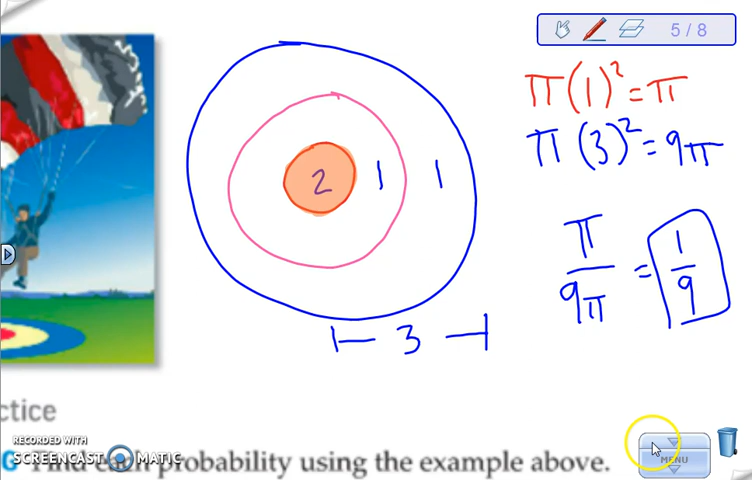 5 / 8
π(1)² = π
π(3)² = 9π
2 1 1
π/9π = 1/9
3
ctice
RECORDED WITH
SCREENCAST MATIC
G Find each probability using the example above.
MENU